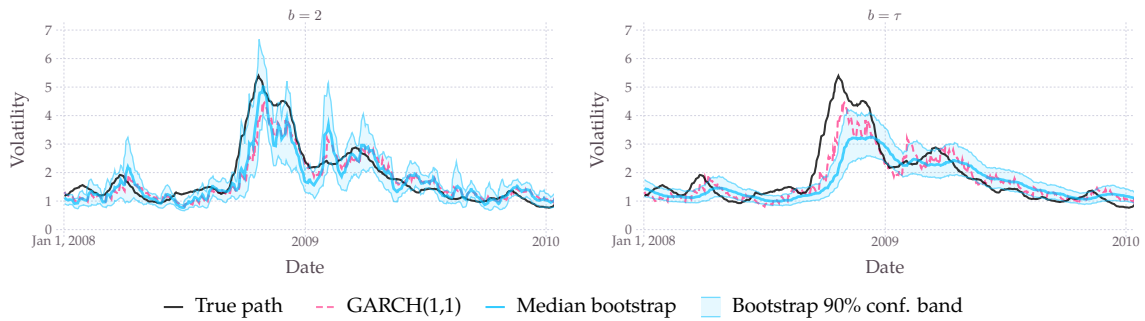 b = 2
7
6
5
4
3
2
1
0
Volatility
Jan 1, 2008
2009
2010
Date
b = τ
7
6
5
4
3
2
1
0
Volatility
Jan 1, 2008
2009
2010
Date
True path GARCH(1,1) Median bootstrap Bootstrap 90% conf. band